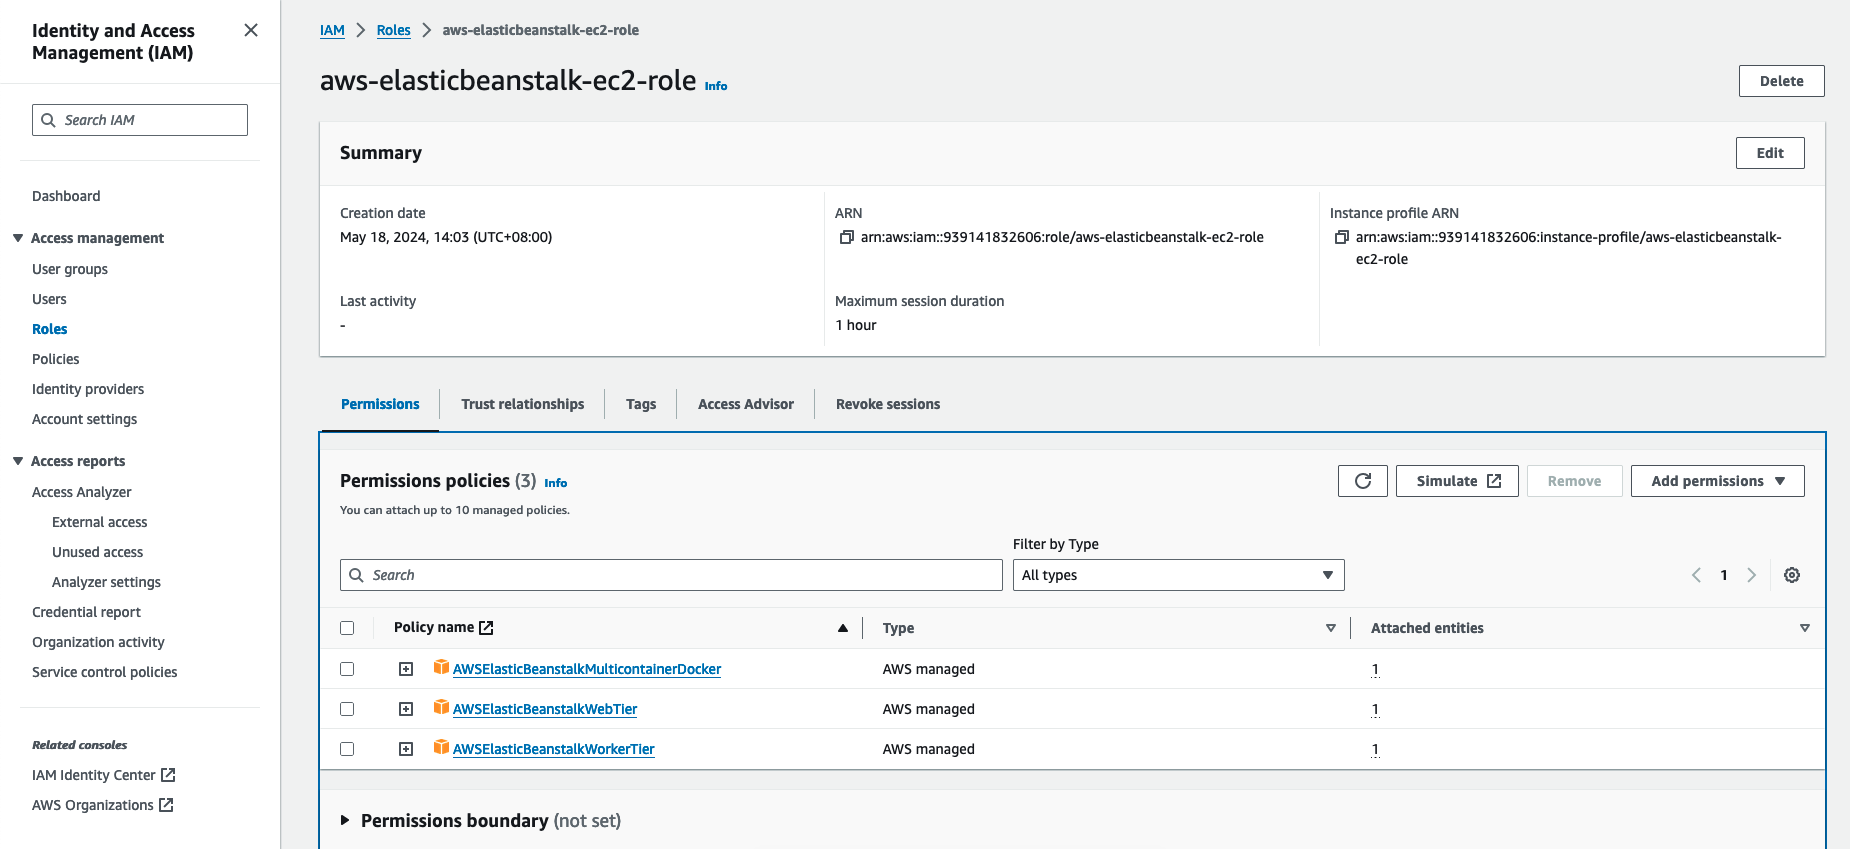 Identity and Access
Management (IAM)
Search IAM
Dashboard
Access management
User groups
Users
Roles
Policies
Identity providers
Account settings
Access reports
Access Analyzer
External access
Unused access
Analyzer settings
Credential report
Organization activity
Service control policies
Related consoles
IAM Identity Center
AWS Organizations
IAM > Roles > aws-elasticbeanstalk-ec2-role
aws-elasticbeanstalk-ec2-role Info
Delete
Summary
Edit
Creation date
May 18, 2024, 14:03 (UTC+08:00)
ARN
arn:aws:iam::939141832606:role/aws-elasticbeanstalk-ec2-role
Instance profile ARN
arn:aws:iam::939141832606:instance-profile/aws-elasticbeanstalk-
ec2-role
Last activity
-
Maximum session duration
1 hour
Permissions
Trust relationships
Tags
Access Advisor
Revoke sessions
Permissions policies (3) Info
You can attach up to 10 managed policies.
Simulate
Remove
Add permissions
Filter by Type
Search
All types
1
Policy name
Type
Attached entities
AWSElasticBeanstalkMulticontainerDocker AWS managed 1
AWSElasticBeanstalkWebTier AWS managed 1
AWSElasticBeanstalkWorkerTier AWS managed 1
Permissions boundary (not set)